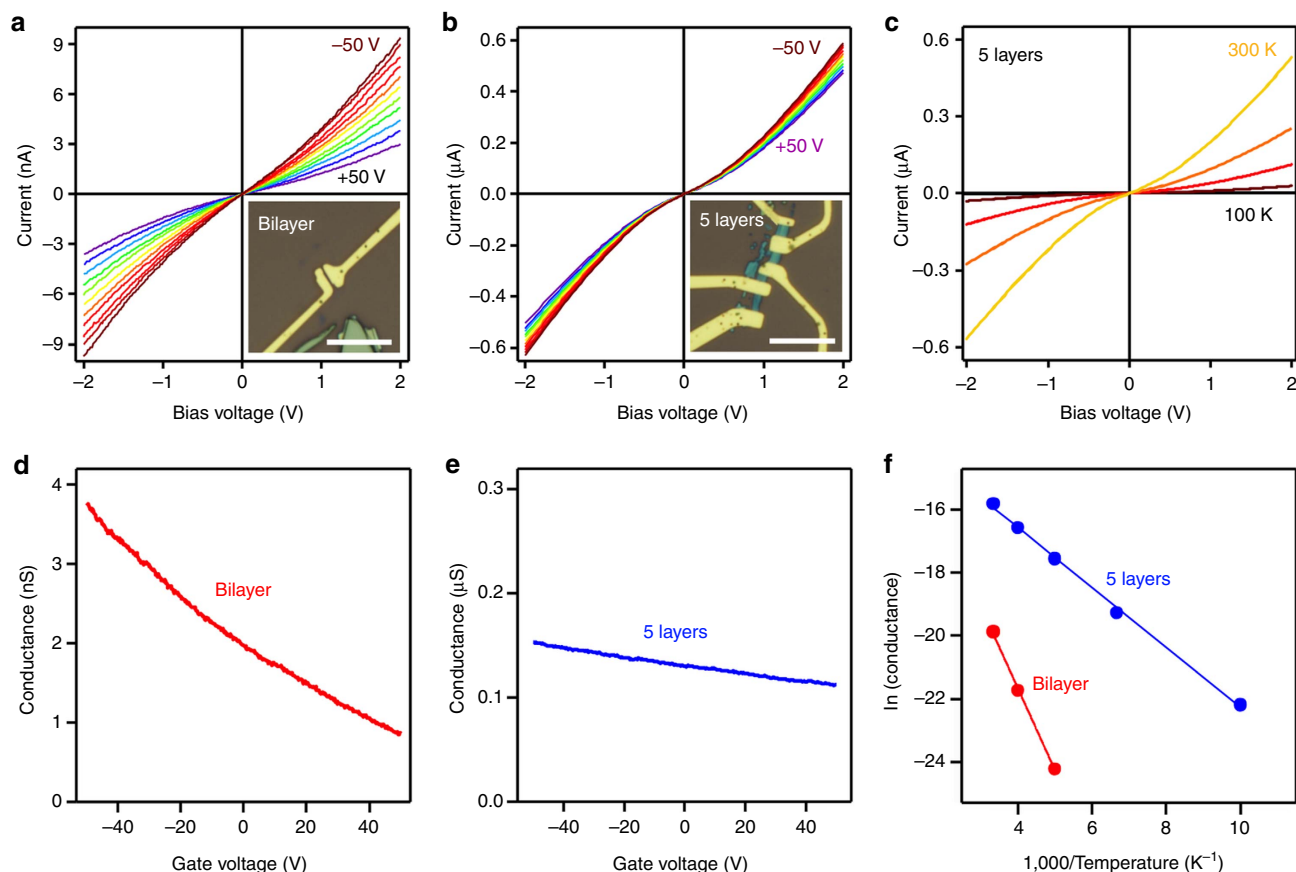 a
9
6
3
0
–3
–6
–9
Current (nA)
–50 V
+50 V
Bilayer
–2
–1
0
1
2
Bias voltage (V)
b
0.6
0.4
0.2
0.0
–0.2
–0.4
–0.6
Current (μA)
–50 V
+50 V
5 layers
–2
–1
0
1
2
Bias voltage (V)
c
0.6
0.3
0.0
–0.3
–0.6
Current (μA)
5 layers
300 K
100 K
–2
–1
0
1
2
Bias voltage (V)
d
4
3
2
1
0
Conductance (nS)
Bilayer
–40
–20
0
20
40
Gate voltage (V)
e
0.3
0.2
0.1
0.0
Conductance (μS)
5 layers
–40
–20
0
20
40
Gate voltage (V)
f
–16
–18
–20
–22
–24
ln (conductance)
5 layers
Bilayer
4
6
8
10
1,000/Temperature (K⁻¹)